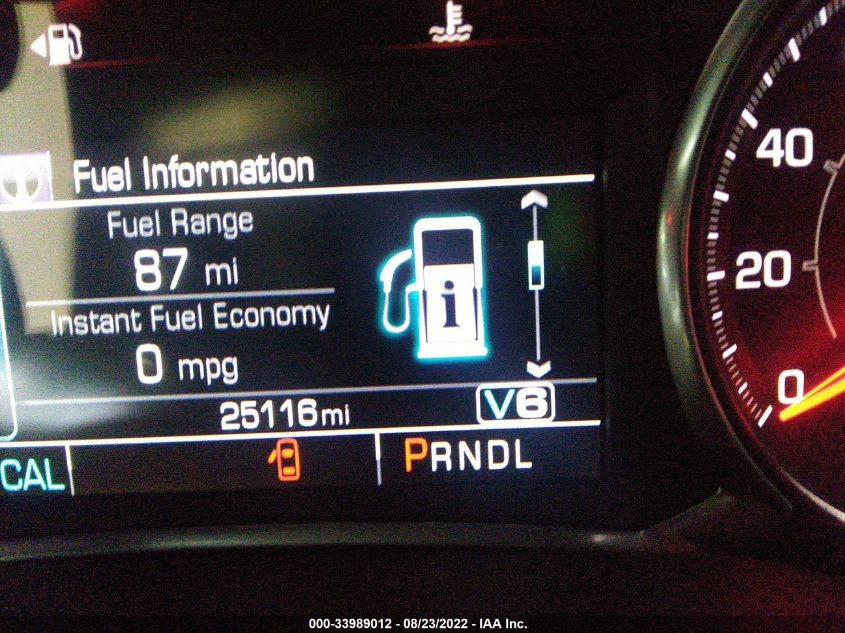 Fuel Information
Fuel Range
87 mi
Instant Fuel Economy
0 mpg
25116mi V6
CAL PRNDL
40
20
0
i
000-33989012 - 08/23/2022 - IAA Inc.